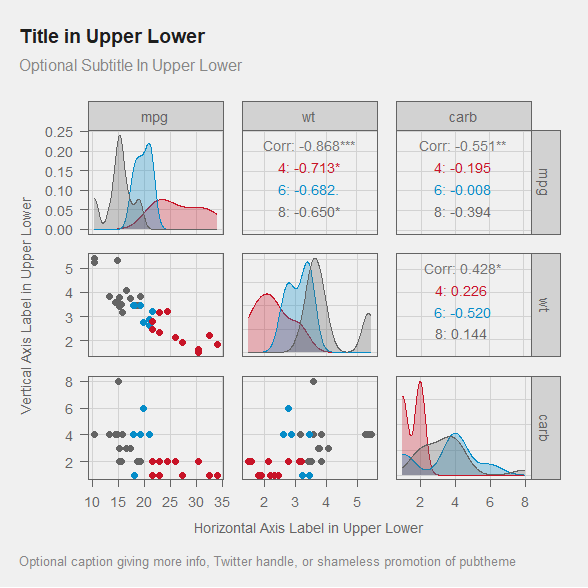 Title in Upper Lower
Optional Subtitle In Upper Lower
mpg wt carb
0.25
0.20
0.15
0.10
0.05
0.00
Corr: -0.868***
4: -0.713*
6: -0.682.
8: -0.650*
Corr: -0.551**
4: -0.195
6: -0.008
8: -0.394
mpg
Vertical Axis Label in Upper Lower
5
4
3
2
Corr: 0.428*
4: 0.226
6: -0.520
8: 0.144
wt
8
6
4
2
carb
10 15 20 25 30 35 2 3 4 5 2 4 6 8
Horizontal Axis Label in Upper Lower
Optional caption giving more info, Twitter handle, or shameless promotion of pubtheme